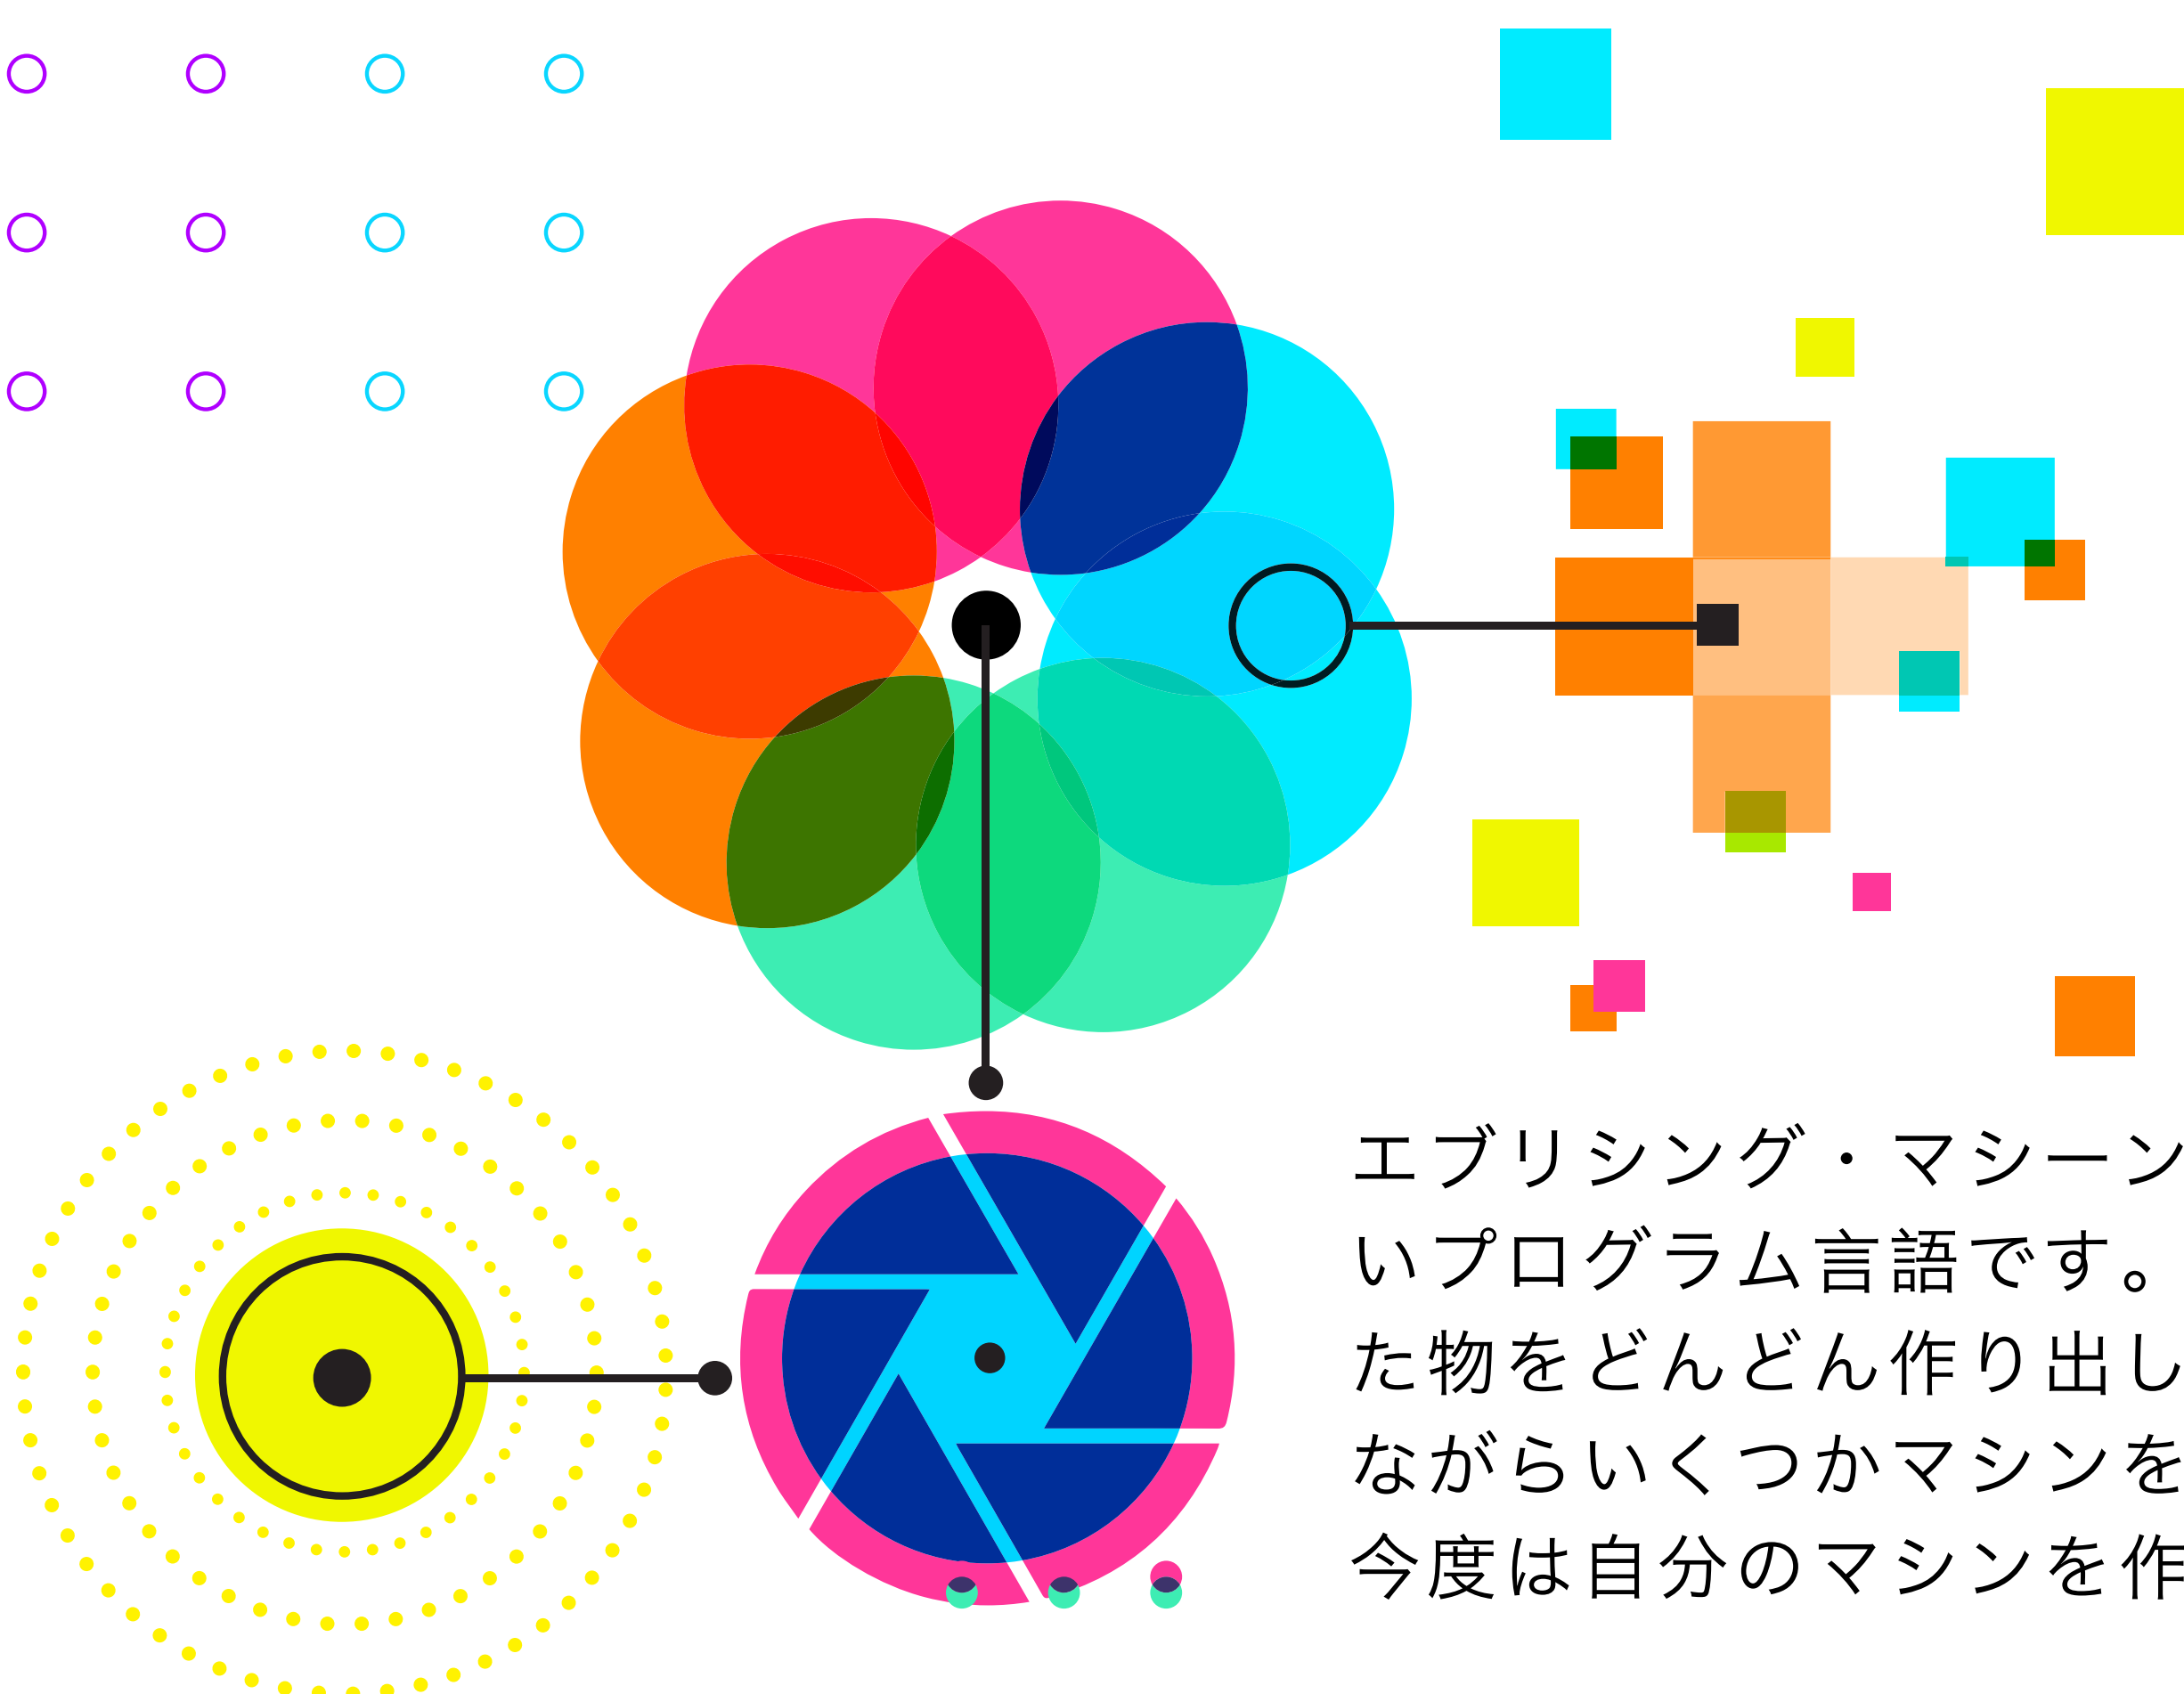 エブリシング・マシーン
いプログラム言語です。
た物をどんどん作り出し
ながらいくつかマシンを
今度は自分のマシンを作